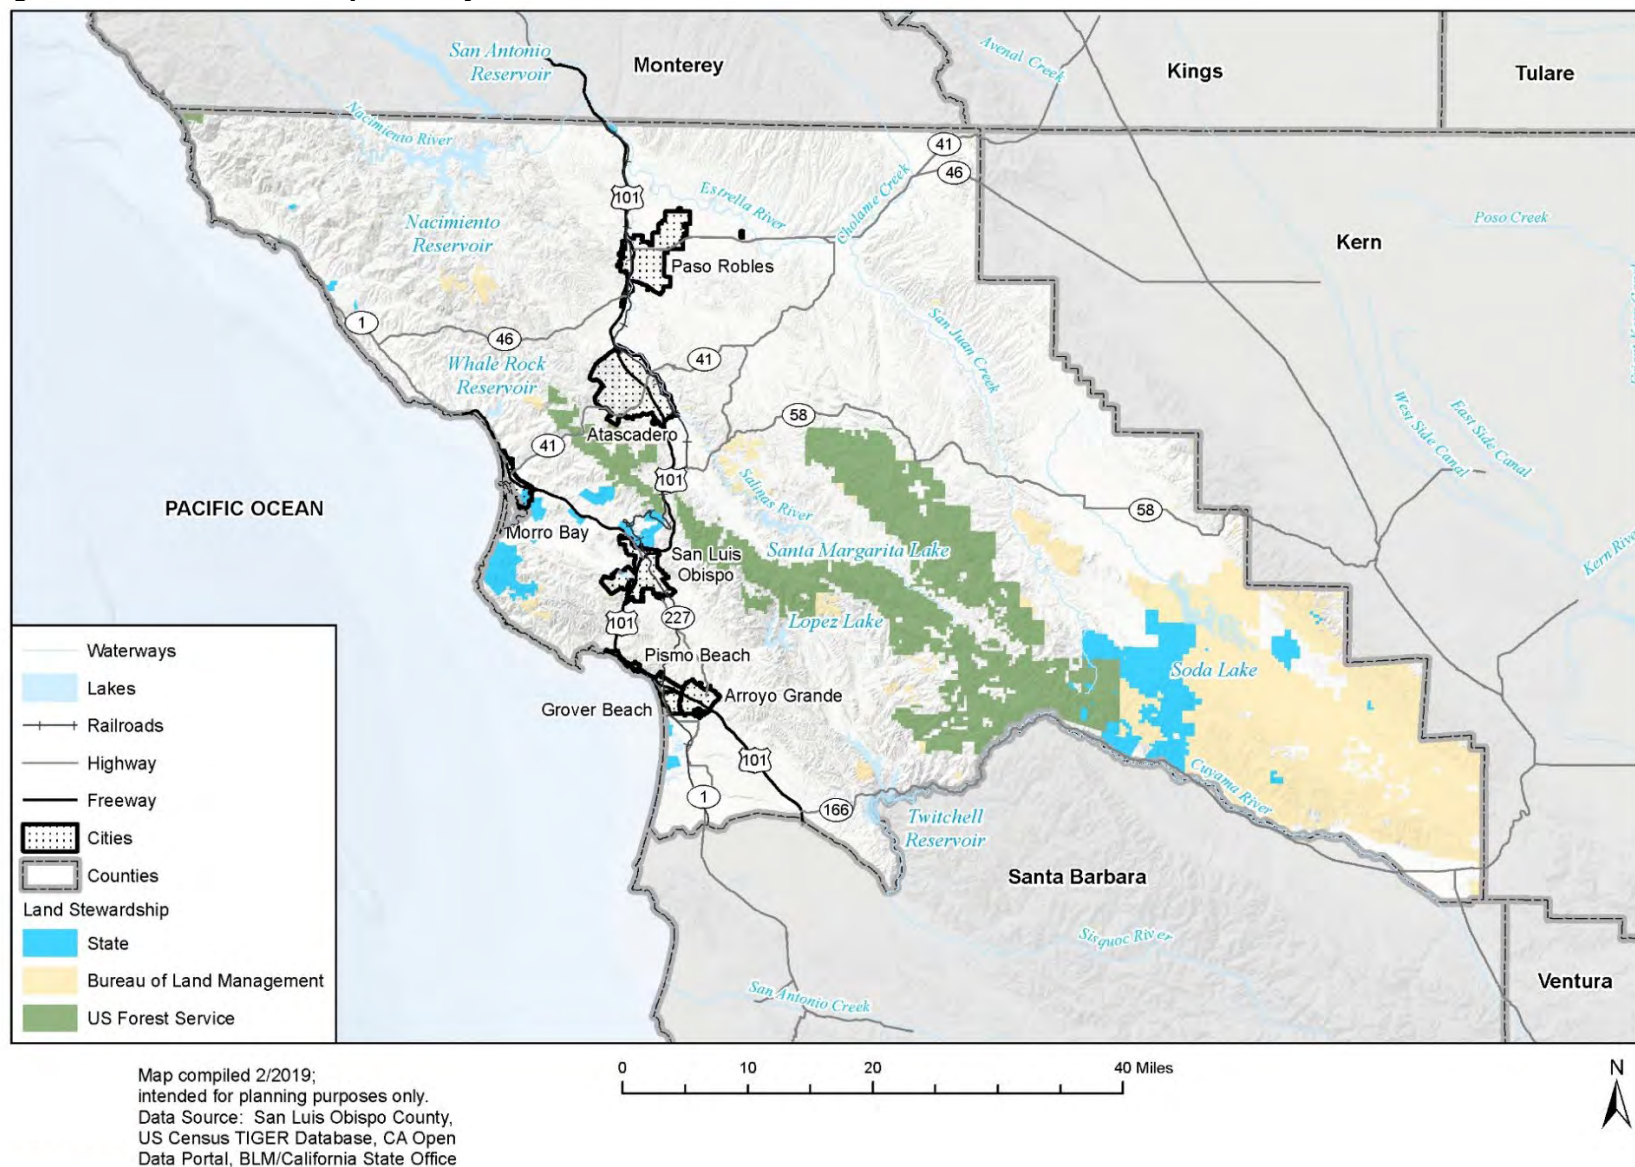 San Antonio
Reservoir
Monterey
Avenal Creek
Kings
Tulare
Nacimiento River
41
46
101
Estrella River
Cholame Creek
Nacimiento
Reservoir
Poso Creek
Kern
Paso Robles
1
46
San Juan Creek
41
Whale Rock
Reservoir
58
West Side Canal
East Side Canal
Atascadero
41
101
Salinas River
PACIFIC OCEAN
58
Morro Bay
San Luis
Obispo
Santa Margarita Lake
101
227
Lopez Lake
Pismo Beach
Soda Lake
Arroyo Grande
Grover Beach
101
Cuyama River
1
166
Twitchell
Reservoir
Santa Barbara
Sisquoc River
Ventura
San Antonio Creek
Waterways
Lakes
Railroads
Highway
Freeway
Cities
Counties
Land Stewardship
State
Bureau of Land Management
US Forest Service
0 10 20 40 Miles
N
Map compiled 2/2019;
intended for planning purposes only.
Data Source: San Luis Obispo County,
US Census TIGER Database, CA Open
Data Portal, BLM/California State Office